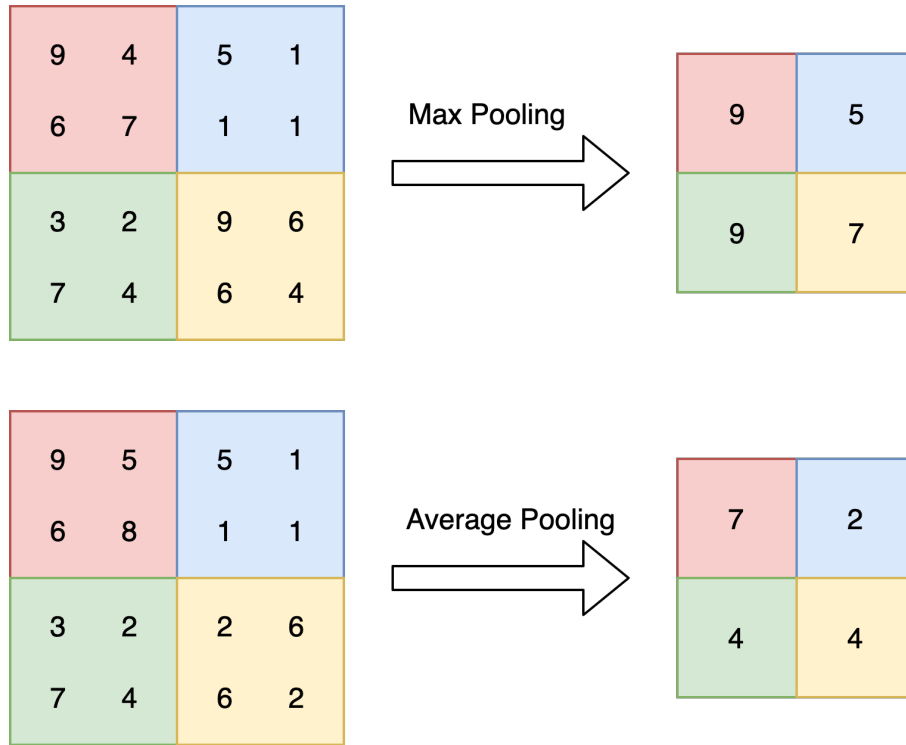 9 4 5 1
6 7 1 1
3 2 9 6
7 4 6 4
Max Pooling
9 5
9 7
9 5 5 1
6 8 1 1
3 2 2 6
7 4 6 2
Average Pooling
7 2
4 4